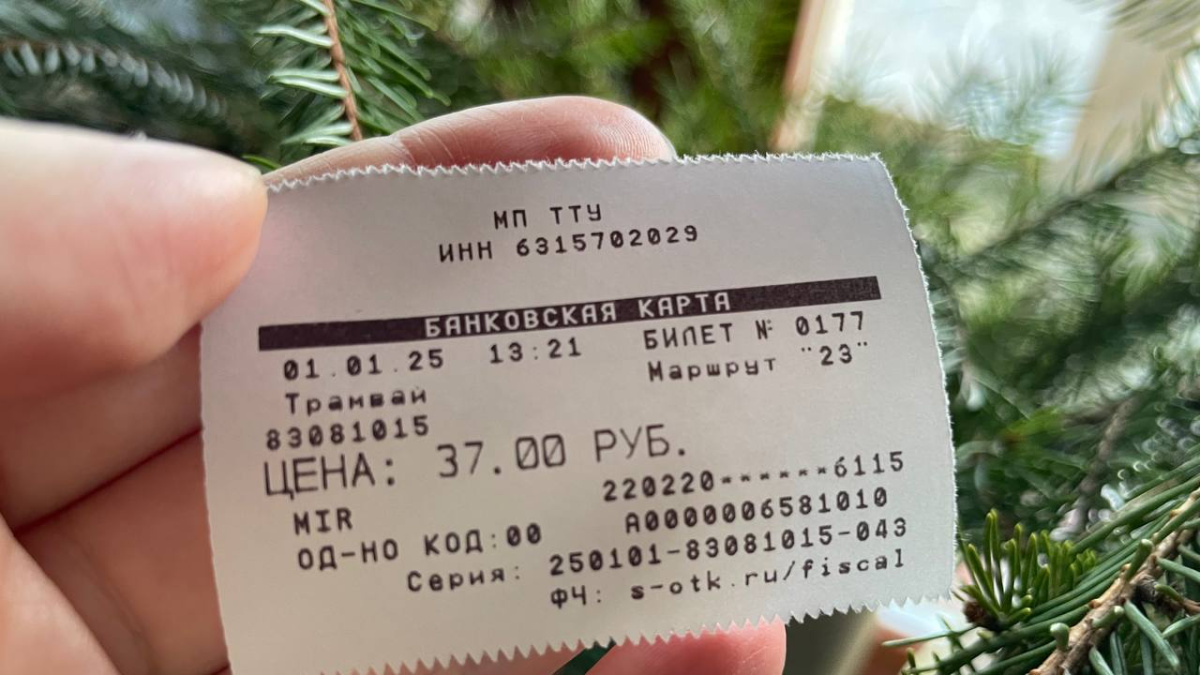 МП ТТУ
ИНН 6315702029
БАНКОВСКАЯ КАРТА
01.01.25 13:21 БИЛЕТ № 0177
Трамвай Маршрут "23"
83081015
ЦЕНА: 37.00 РУБ.
220220******6115
MIR A0000006581010
ОД-НО КОД:00
Серия: 250101-83081015-043
ФЧ: s-otk.ru/fiscal